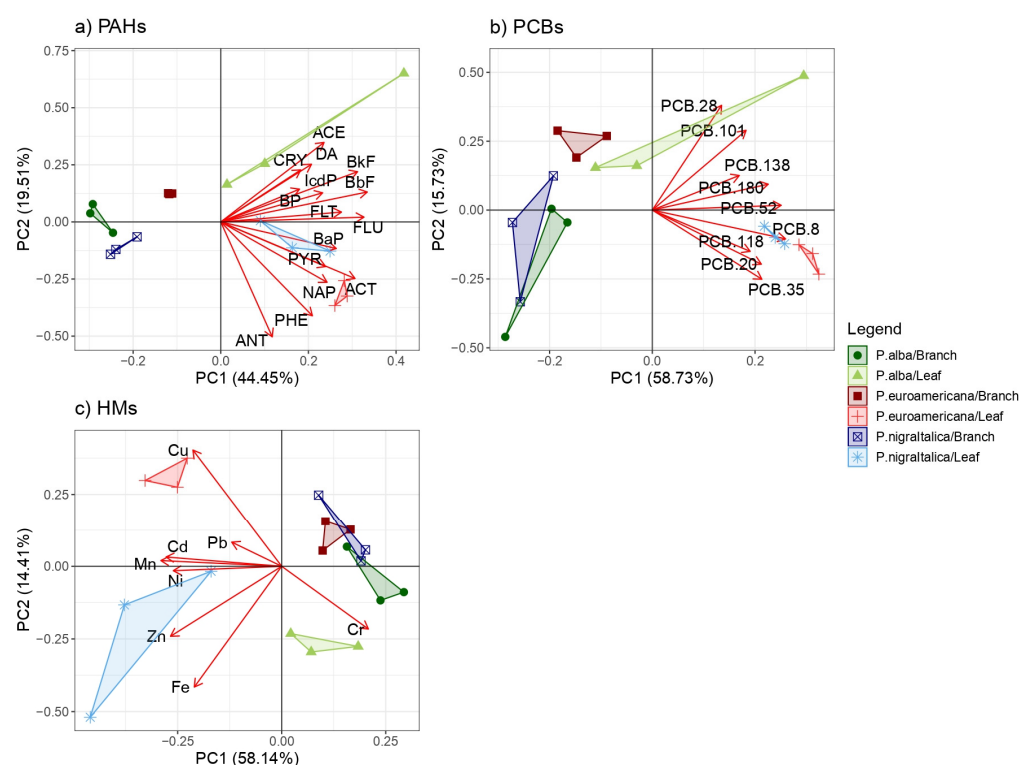 a) PAHs
0.75
0.50
0.25
0.00
−0.25
−0.50
PC2 (19.51%)
ACE
CRY
DA
BkF
IcdP
BbF
BP
FLT
FLU
BaP
PYR
NAP
ACT
PHE
ANT
−0.2
0.0
0.2
0.4
PC1 (44.45%)
b) PCBs
0.50
0.25
0.00
−0.25
−0.50
PC2 (15.73%)
PCB.28
PCB.101
PCB.138
PCB.180
PCB.52
PCB.8
PCB.118
PCB.20
PCB.35
−0.2
0.0
0.2
PC1 (58.73%)
c) HMs
0.25
0.00
−0.25
−0.50
PC2 (14.41%)
Cu
Pb
Cd
Mn
Ni
Zn
Cr
Fe
−0.25
0.00
0.25
PC1 (58.14%)
Legend
P.alba/Branch
P.alba/Leaf
P.euroamericana/Branch
P.euroamericana/Leaf
P.nigraItalica/Branch
P.nigraItalica/Leaf